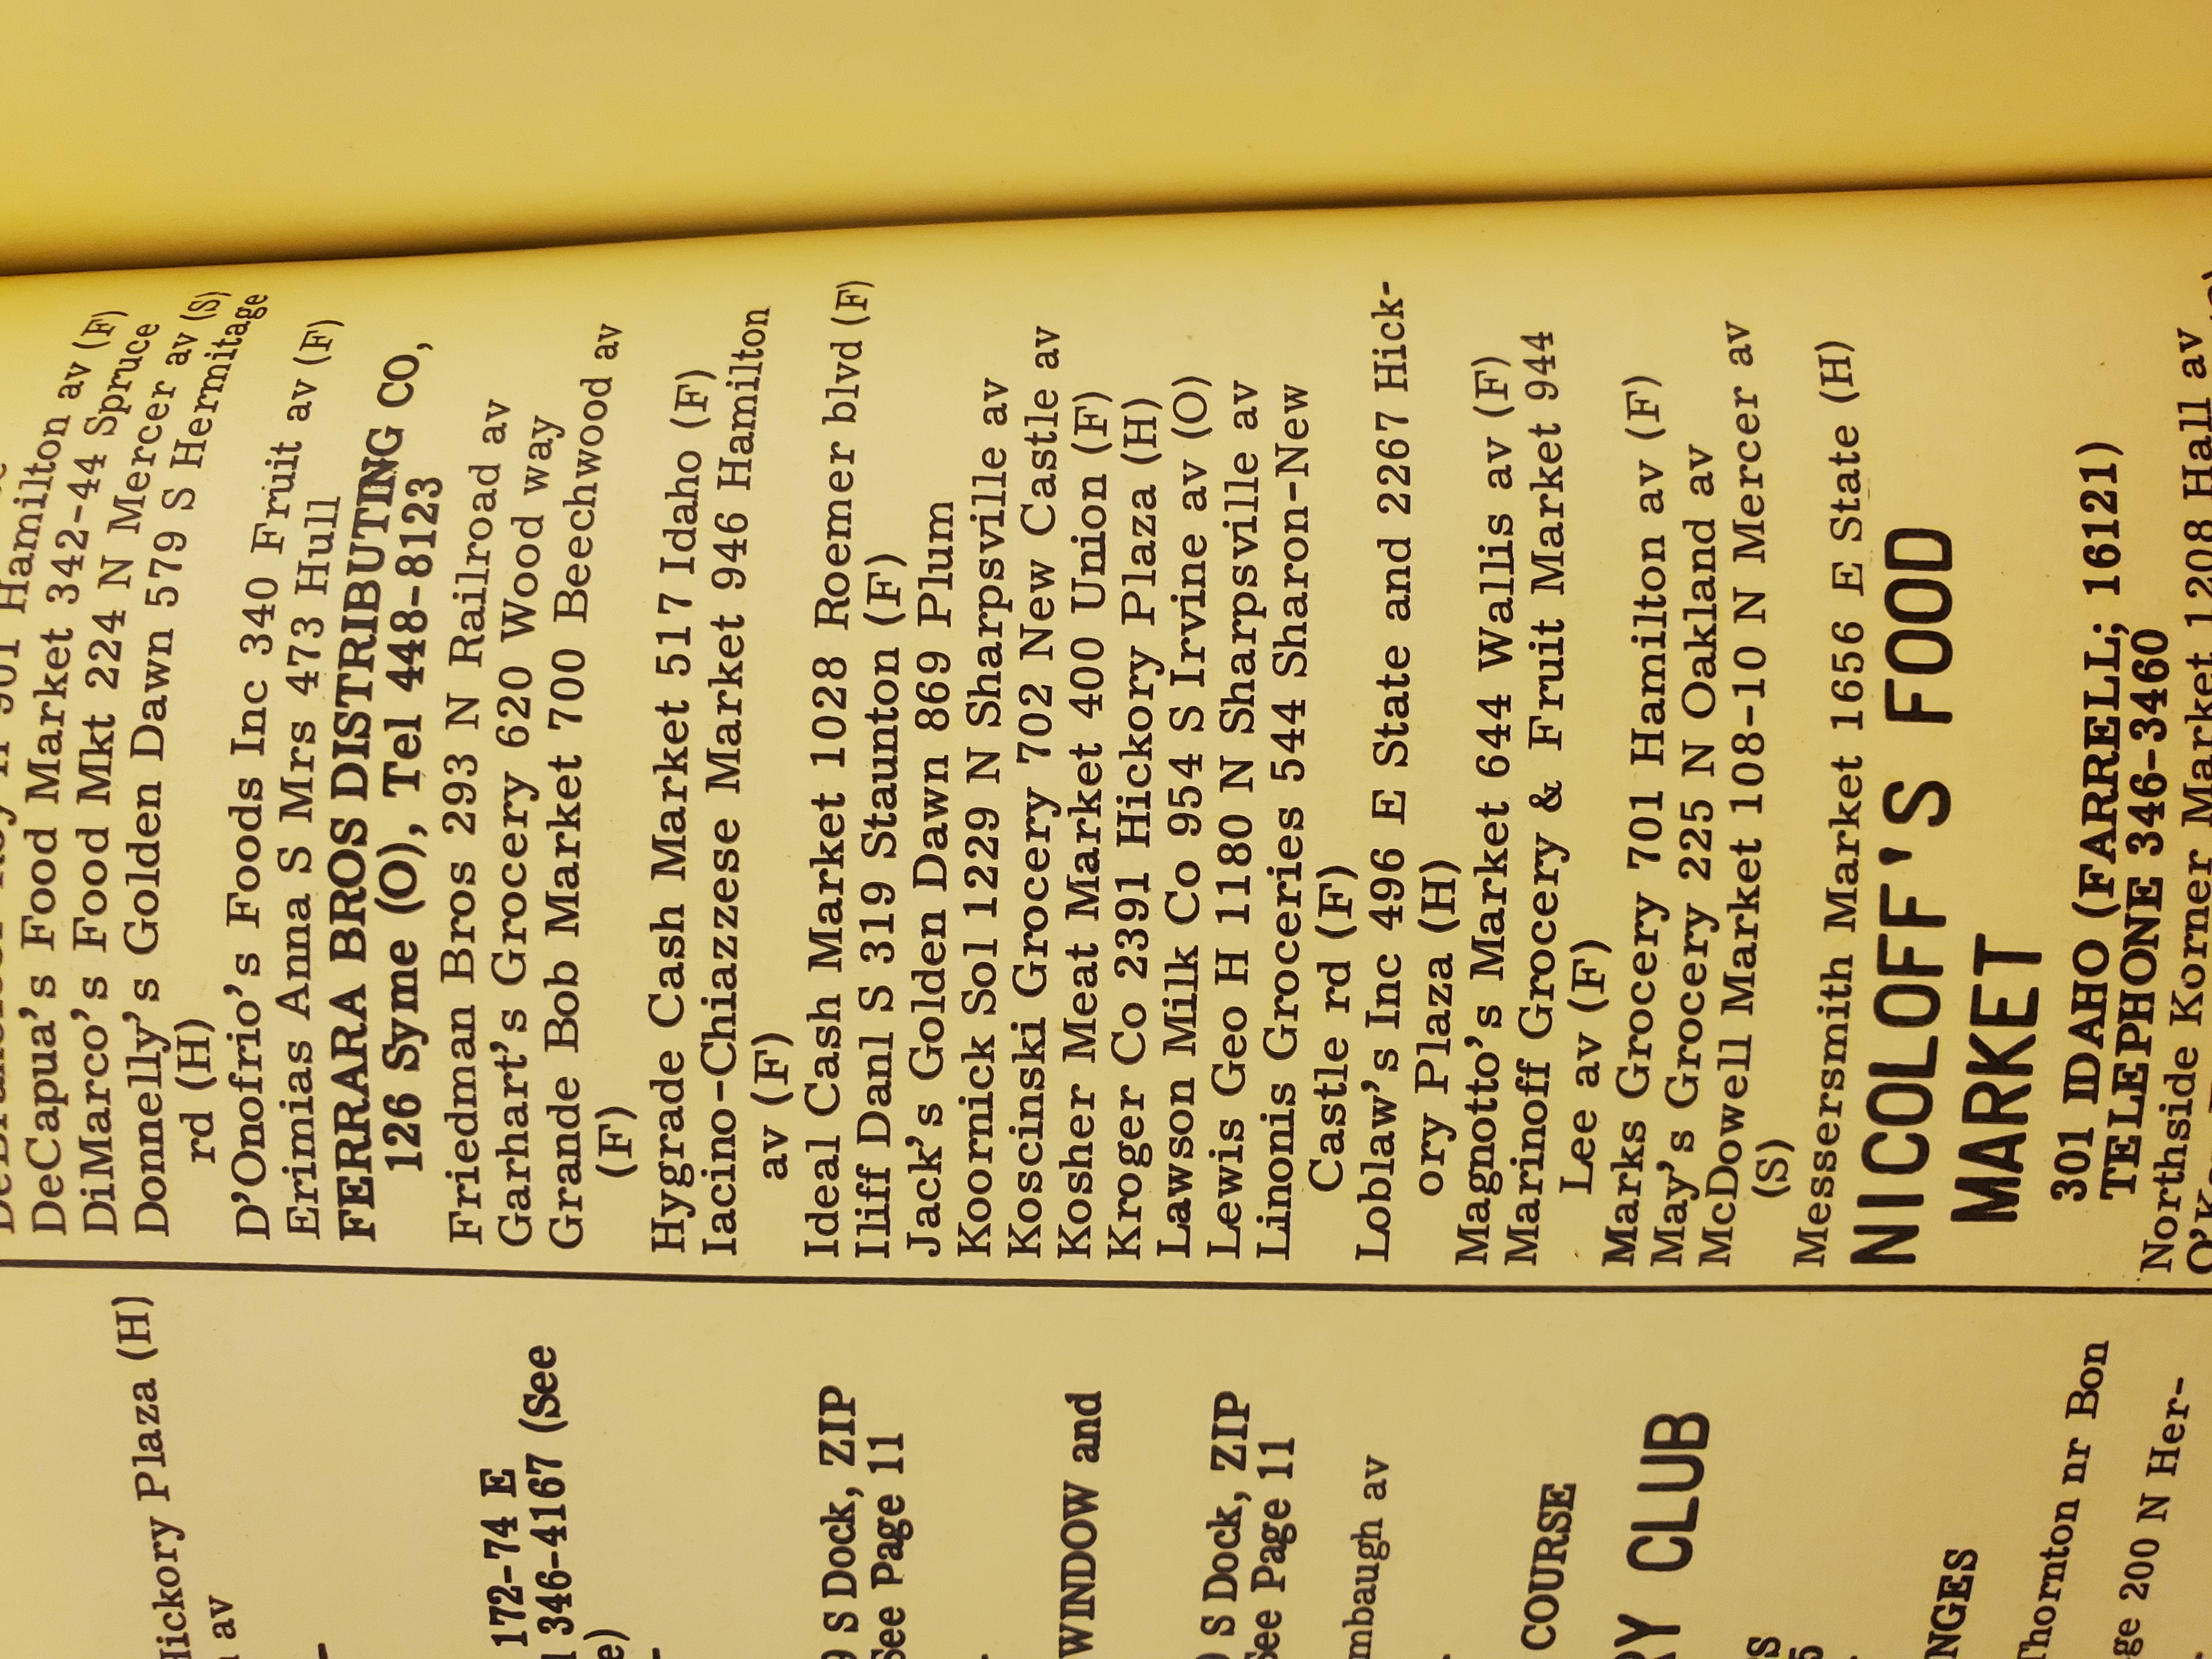 Hickory Plaza (H)
av
172-74 E
346-4167 (See
S Dock, ZIP
See Page 11
WINDOW and
S Dock, ZIP
See Page 11
av
COURSE
CLUB
Thornton nr Bon
200 N Her-
901 Hamilton av (F)
DeCapua's Food Market 342-44 Spruce
DiMarco's Food Mkt 224 N Mercer av (S)
Donnelly's Golden Dawn 579 S Hermitage
rd (H)
D'Onofrio's Foods Inc 340 Fruit av (F)
Erimias Anna S Mrs 473 Hull
FERRARA BROS DISTRIBUTING CO,
126 Syme (O), Tel 448-8123
Friedman Bros 293 N Railroad av
Garhart's Grocery 620 Wood way
Grande Bob Market 700 Beechwood av
(F)
Hygrade Cash Market 517 Idaho (F)
Iacino-Chiazzese Market 946 Hamilton
av (F)
Ideal Cash Market 1028 Roemer blvd (F)
Iliff Danl S 319 Staunton (F)
Jack's Golden Dawn 869 Plum
Koornick Sol 1229 N Sharpsville av
Koscinski Grocery 702 New Castle av
Kosher Meat Market 400 Union (F)
Kroger Co 2391 Hickory Plaza (H)
Lawson Milk Co 954 S Irvine av (O)
Lewis Geo H 1180 N Sharpsville av
Linonis Groceries 544 Sharon-New
Castle rd (F)
Loblaw's Inc 496 E State and 2267 Hick-
ory Plaza (H)
Magnotto's Market 644 Wallis av (F)
Marinoff Grocery & Fruit Market 944
Lee av (F)
Marks Grocery 701 Hamilton av (F)
May's Grocery 225 N Oakland av
McDowell Market 108-10 N Mercer av
(S)
Messersmith Market 1656 E State (H)
NICOLOFF'S FOOD
MARKET
301 IDAHO (FARRELL; 16121)
TELEPHONE 346-3460
Northside Korner Market 1208 Hall av